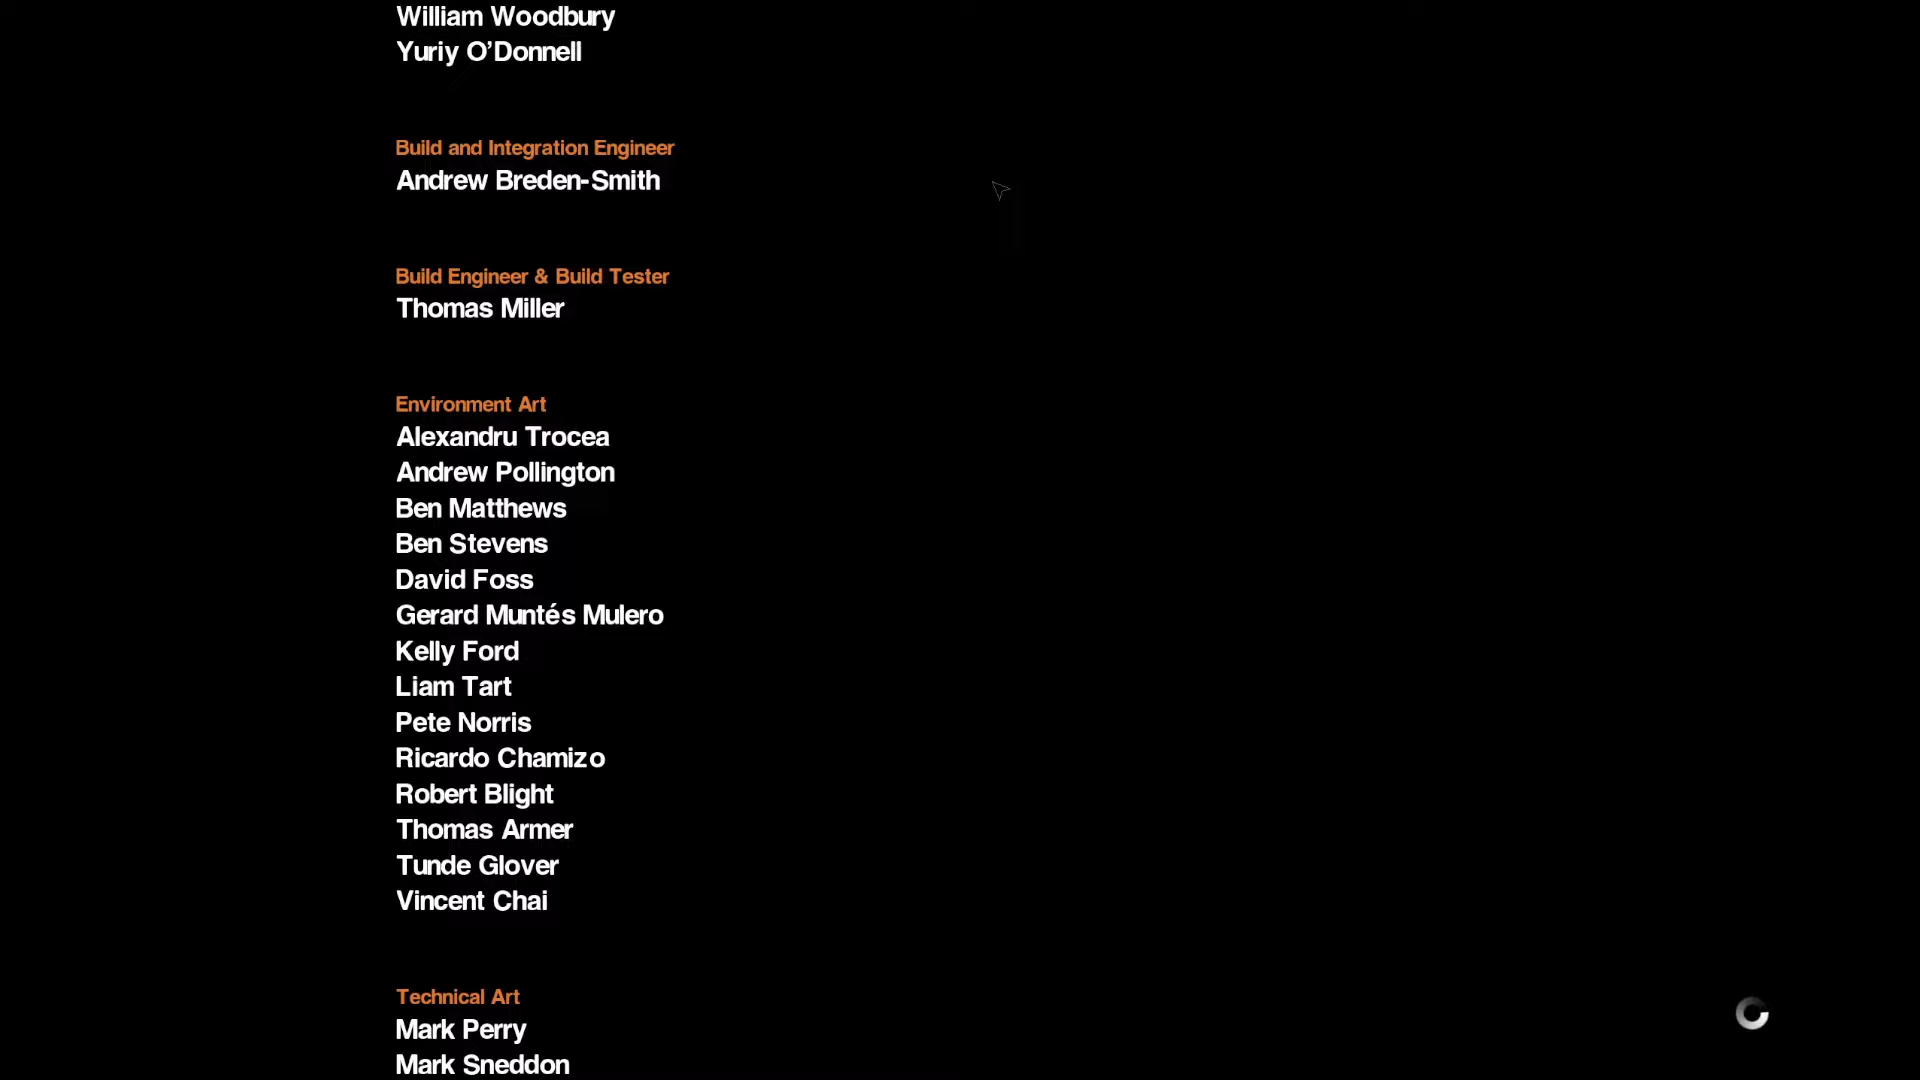 William Woodbury
Yuriy O’Donnell
Build and Integration Engineer
Andrew Breden-Smith
Build Engineer & Build Tester
Thomas Miller
Environment Art
Alexandru Trocea
Andrew Pollington
Ben Matthews
Ben Stevens
David Foss
Gerard Muntés Mulero
Kelly Ford
Liam Tart
Pete Norris
Ricardo Chamizo
Robert Blight
Thomas Armer
Tunde Glover
Vincent Chai
Technical Art
Mark Perry
Mark Sneddon